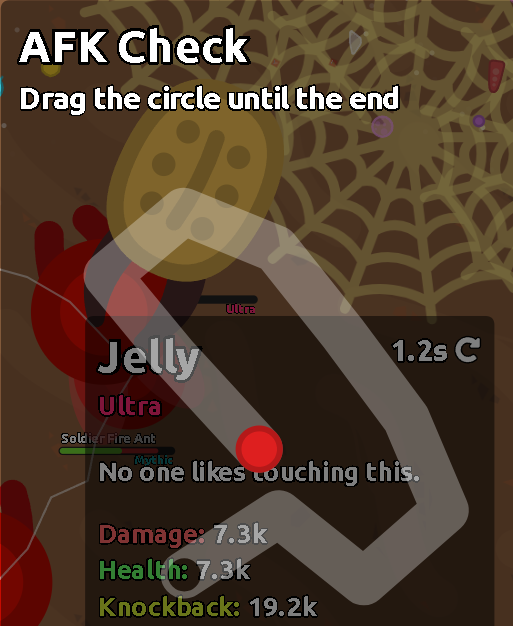 AFK Check
Drag the circle until the end
Ultra
Jelly
1.2s
Ultra
Soldier Fire Ant
Mythic
No one likes touching this.
Damage: 7.3k
Health: 7.3k
Knockback: 19.2k